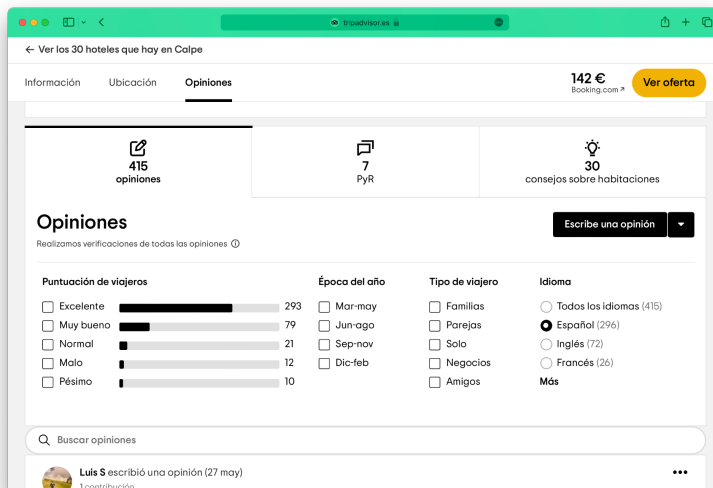 tripadvisor.es
← Ver los 30 hoteles que hay en Calpe
Información Ubicación Opiniones
142 €
Booking.com
Ver oferta
415
opiniones
7
PyR
30
consejos sobre habitaciones
Opiniones
Escribe una opinión
Realizamos verificaciones de todas las opiniones
Puntuación de viajeros
Excelente 293
Muy bueno 79
Normal 21
Malo 12
Pésimo 10
Época del año
Mar-may
Jun-ago
Sep-nov
Dic-feb
Tipo de viajero
Familias
Parejas
Solo
Negocios
Amigos
Idioma
Todos los idiomas (415)
Español (296)
Inglés (72)
Francés (26)
Más
Buscar opiniones
Luis S escribió una opinión (27 may)
1 contribución